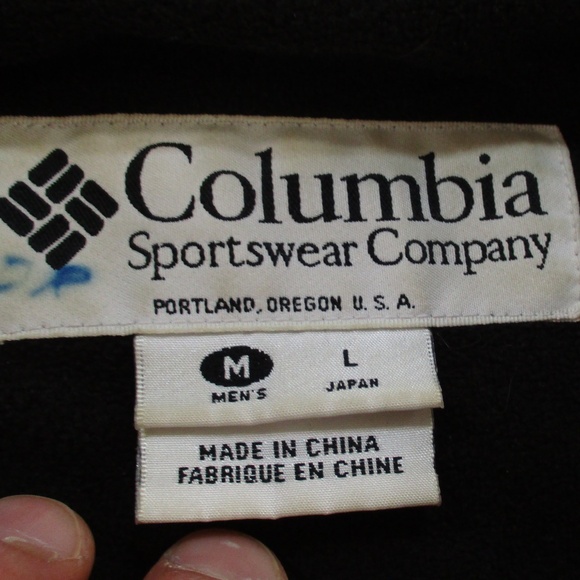 Columbia
Sportswear Company
PORTLAND, OREGON U. S. A.
M L
MEN'S JAPAN
MADE IN CHINA
FABRIQUE EN CHINE